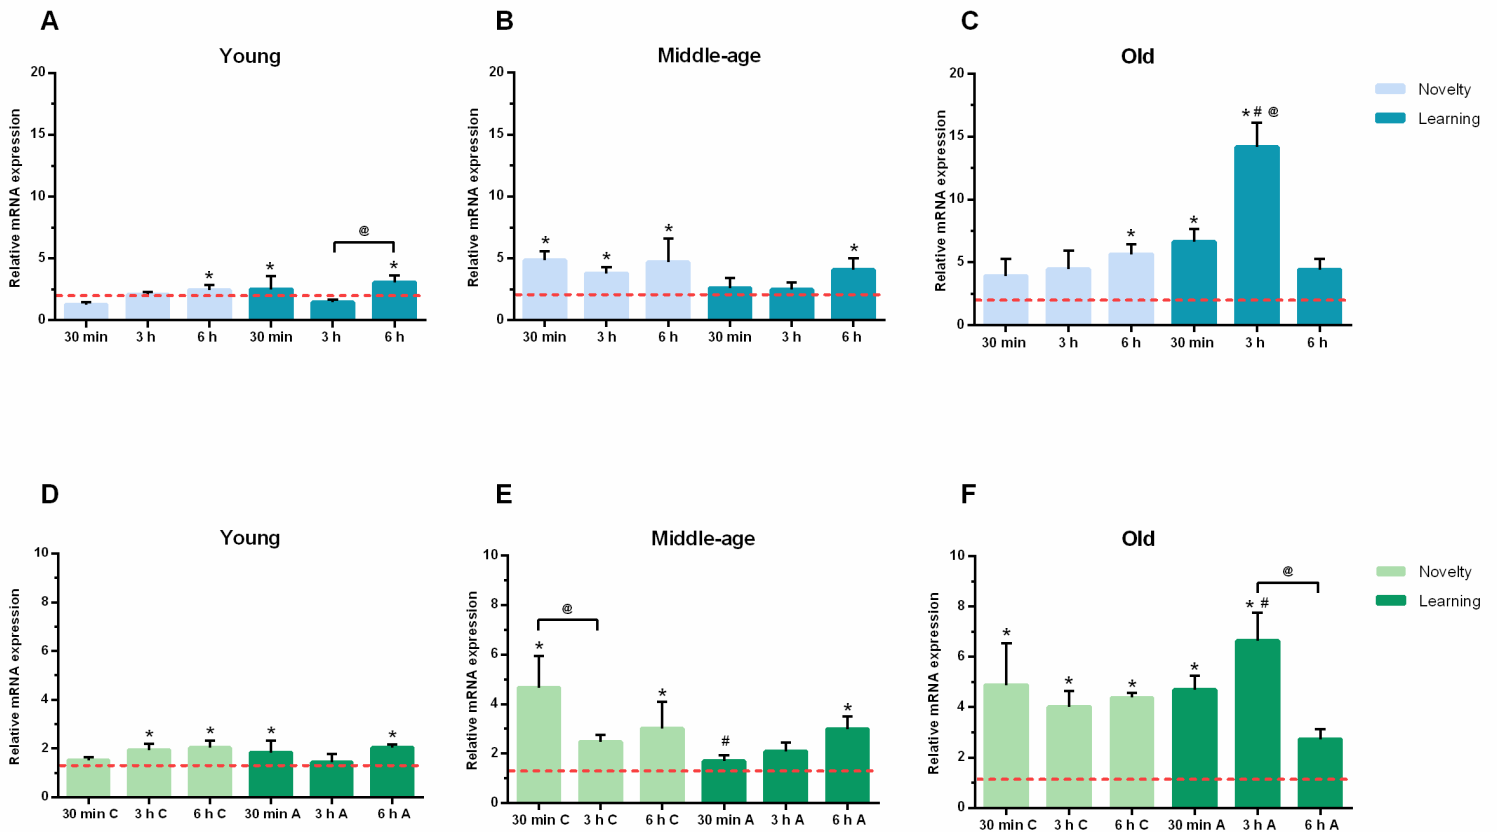 A
Young
Relative mRNA expression
20
15
10
5
0
* * @ *
30 min 3 h 6 h 30 min 3 h 6 h
B
Middle-age
Relative mRNA expression
20
15
10
5
0
* * * *
30 min 3 h 6 h 30 min 3 h 6 h
C
Old
Relative mRNA expression
20
15
10
5
0
* * * # @
30 min 3 h 6 h 30 min 3 h 6 h
Novelty
Learning
D
Young
Relative mRNA expression
10
8
6
4
2
0
* * * *
30 min C 3 h C 6 h C 30 min A 3 h A 6 h A
E
Middle-age
Relative mRNA expression
10
8
6
4
2
0
@
* * # *
30 min C 3 h C 6 h C 30 min A 3 h A 6 h A
F
Old
Relative mRNA expression
10
8
6
4
2
0
@
* * * * * #
30 min C 3 h C 6 h C 30 min A 3 h A 6 h A
Novelty
Learning